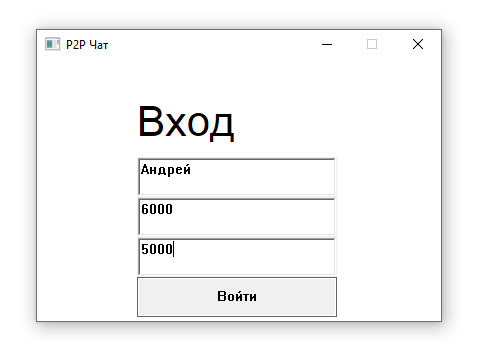 P2P Чат
Вход
Андрей
6000
5000
Войти